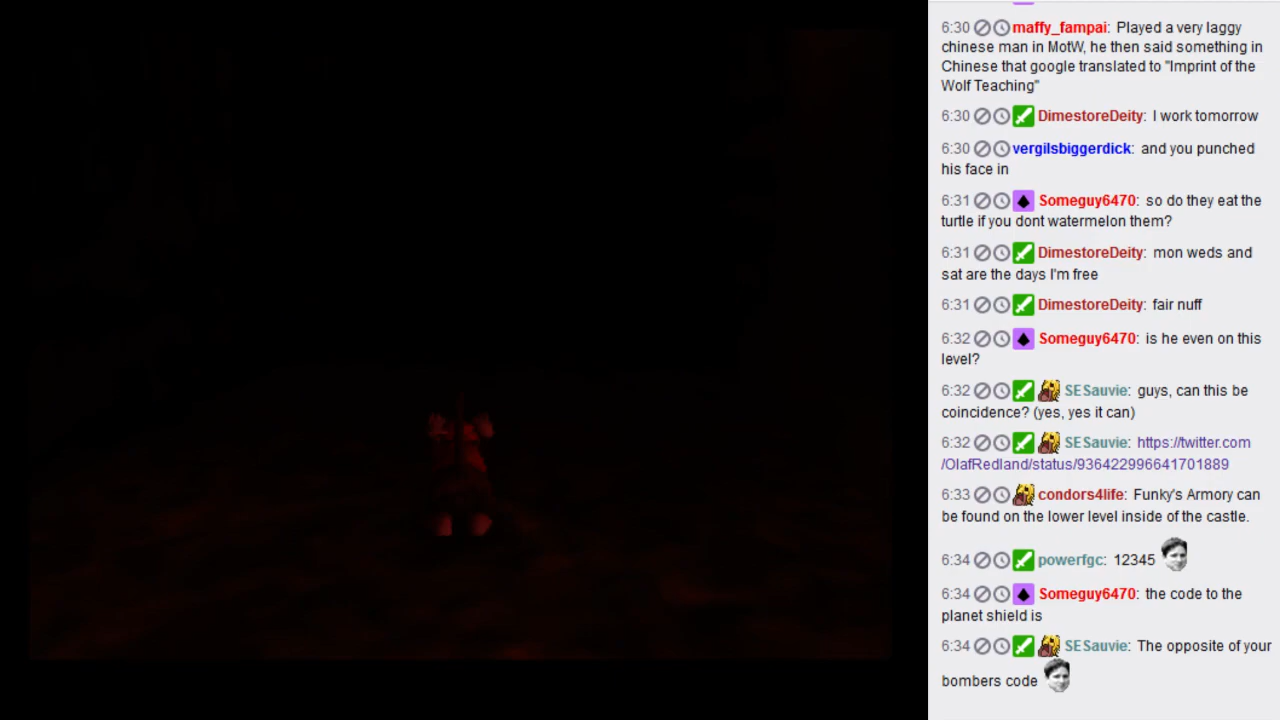 6:30 maffy_fampai: Played a very laggy
chinese man in MotW, he then said something in
Chinese that google translated to "Imprint of the
Wolf Teaching"
6:30 DimestoreDeity: I work tomorrow
6:30 vergilsbiggerdick: and you punched
his face in
6:31 Someguy6470: so do they eat the
turtle if you dont watermelon them?
6:31 DimestoreDeity: mon weds and
sat are the days I'm free
6:31 DimestoreDeity: fair nuff
6:32 Someguy6470: is he even on this
level?
6:32 SESauvie: guys, can this be
coincidence? (yes, yes it can)
6:32 SESauvie: https://twitter.com
/OlafRedland/status/936422996641701889
6:33 condors4life: Funky's Armory can
be found on the lower level inside of the castle.
6:34 powerfgc: 12345
6:34 Someguy6470: the code to the
planet shield is
6:34 SESauvie: The opposite of your
bombers code